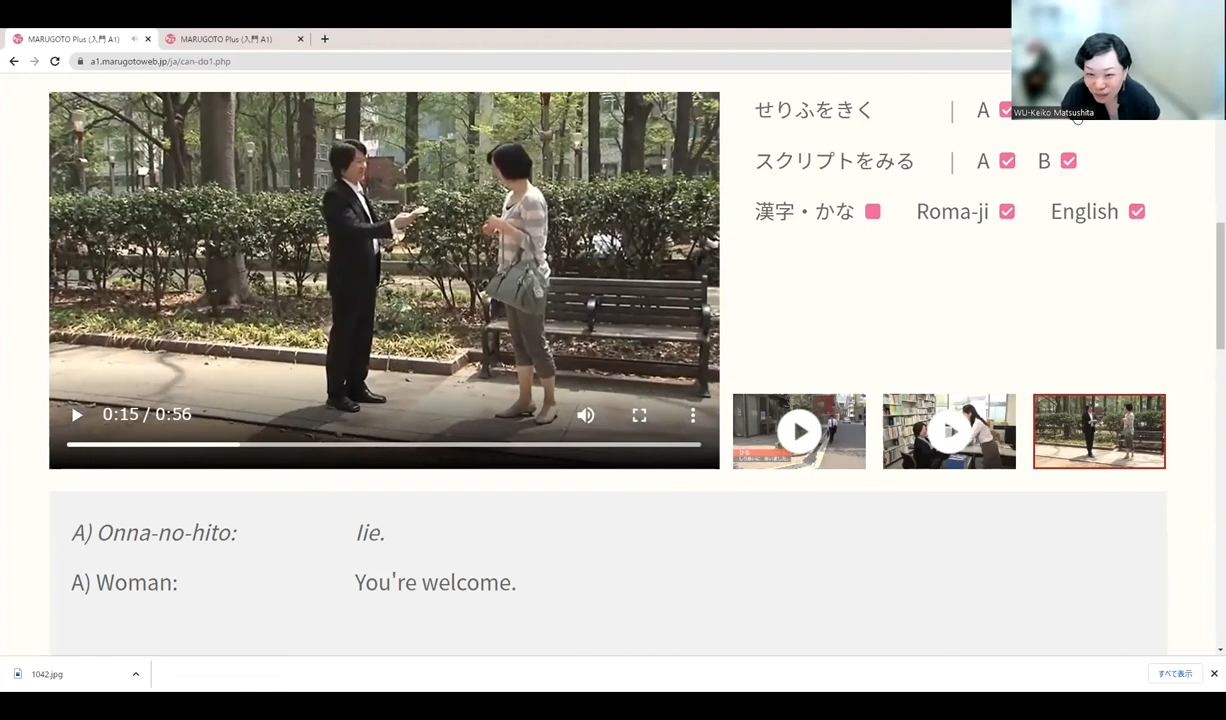 MARUGOTO Plus (入門 A1)
MARUGOTO Plus (入門 A1)
a1.marugotoweb.jp/ja/can-do1.php
WU-Keiko Matsushita
せりふをきく | A
スクリプトをみる | A B
漢字・かな Roma-ji English
0:15 / 0:56
ひる
A) Onna-no-hito: Iie.
A) Woman: You're welcome.
1042.jpg
すべて表示